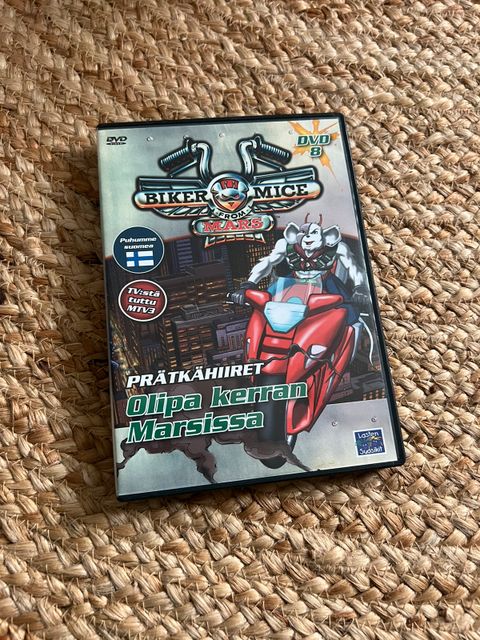 DVD
VIDEO
DVD
8
BIKER MICE
FROM
MARS
Puhumme
suomea
TV:stä
tuttu
MTV3
PRÄTKÄHIIRET
Olipa kerran
Marsissa
Lasten
Suosikit